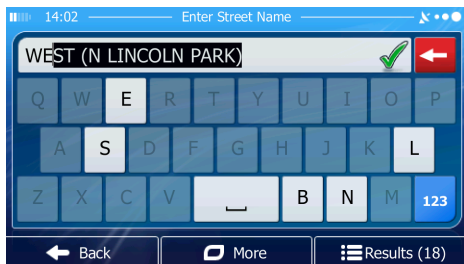 14:02 Enter Street Name
WEST (N LINCOLN PARK)
Q W E R T Y U I O P
A S D F G H J K L
Z X C V B N M 123
Back More Results (18)